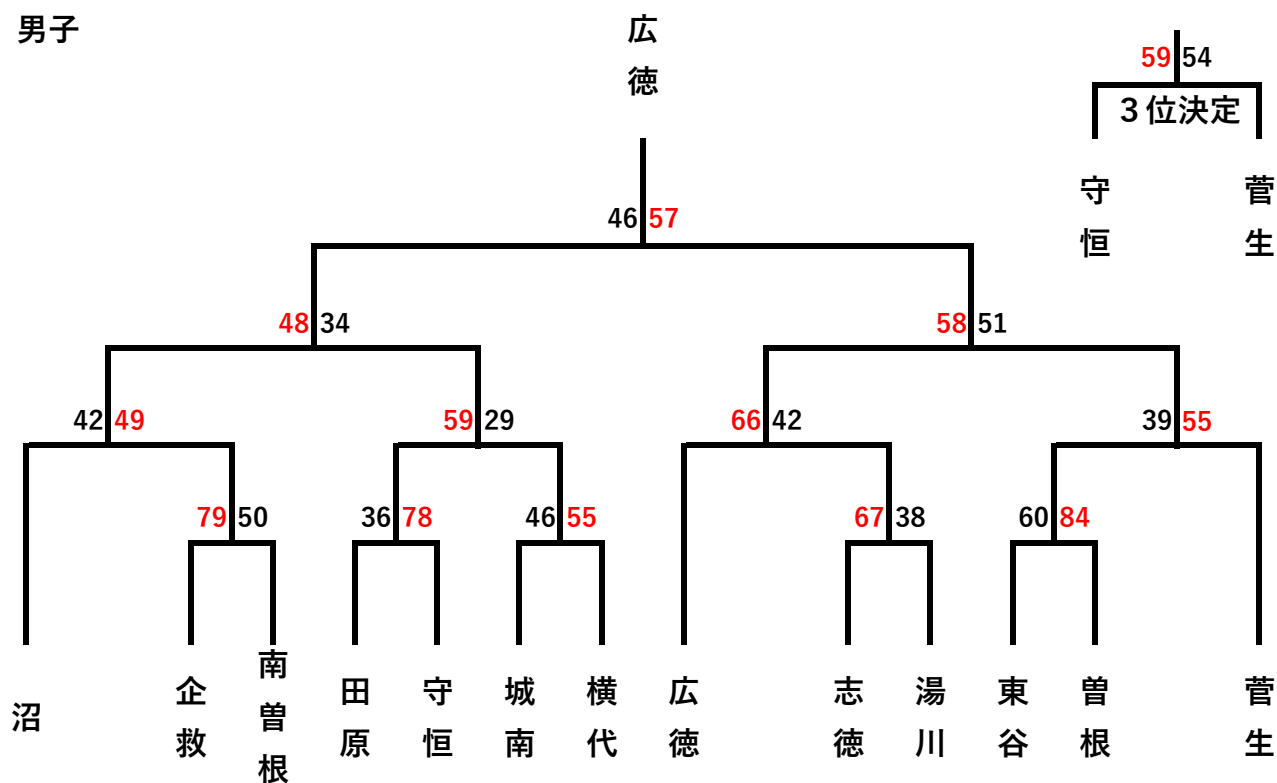 男子
広徳
59 54
３位決定
守恒
菅生
46 57
48 34
58 51
42 49
59 29
66 42
39 55
79 50
36 78
46 55
67 38
60 84
沼
企救
南曽根
田原
守恒
城南
横代
広徳
志徳
湯川
東谷
曽根
菅生